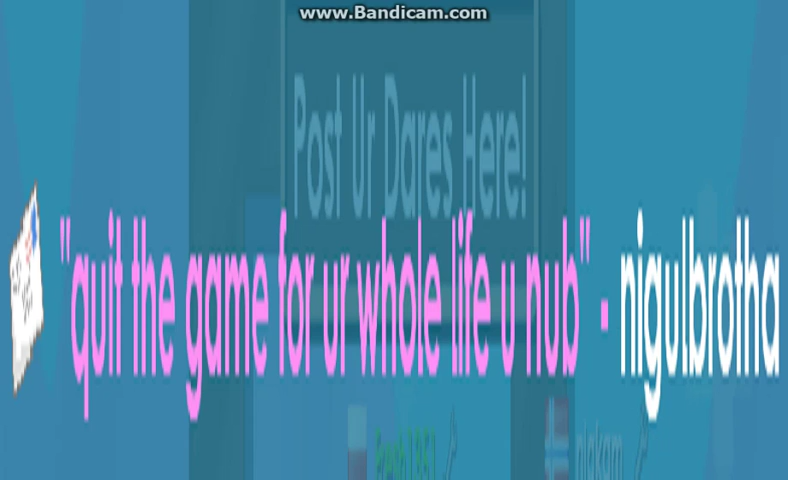 www.Bandicam.com
Post Ur Dares Here!
"quit the game for ur whole life u nub" - nigulbrotha